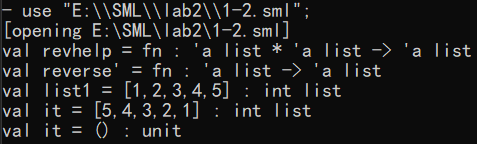 - use "E:\\SML\\lab2\\1-2.sml";
[opening E:\SML\lab2\1-2.sml]
val revhelp = fn : 'a list * 'a list -> 'a list
val reverse' = fn : 'a list -> 'a list
val list1 = [1,2,3,4,5] : int list
val it = [5,4,3,2,1] : int list
val it = () : unit